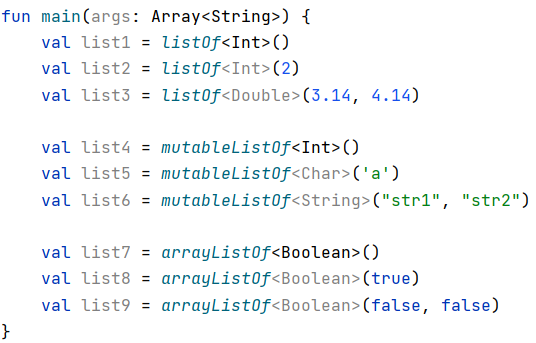 fun main(args: Array<String>) {
    val list1 = listOf<Int>()
    val list2 = listOf<Int>(2)
    val list3 = listOf<Double>(3.14, 4.14)

    val list4 = mutableListOf<Int>()
    val list5 = mutableListOf<Char>('a')
    val list6 = mutableListOf<String>("str1", "str2")

    val list7 = arrayListOf<Boolean>()
    val list8 = arrayListOf<Boolean>(true)
    val list9 = arrayListOf<Boolean>(false, false)
}